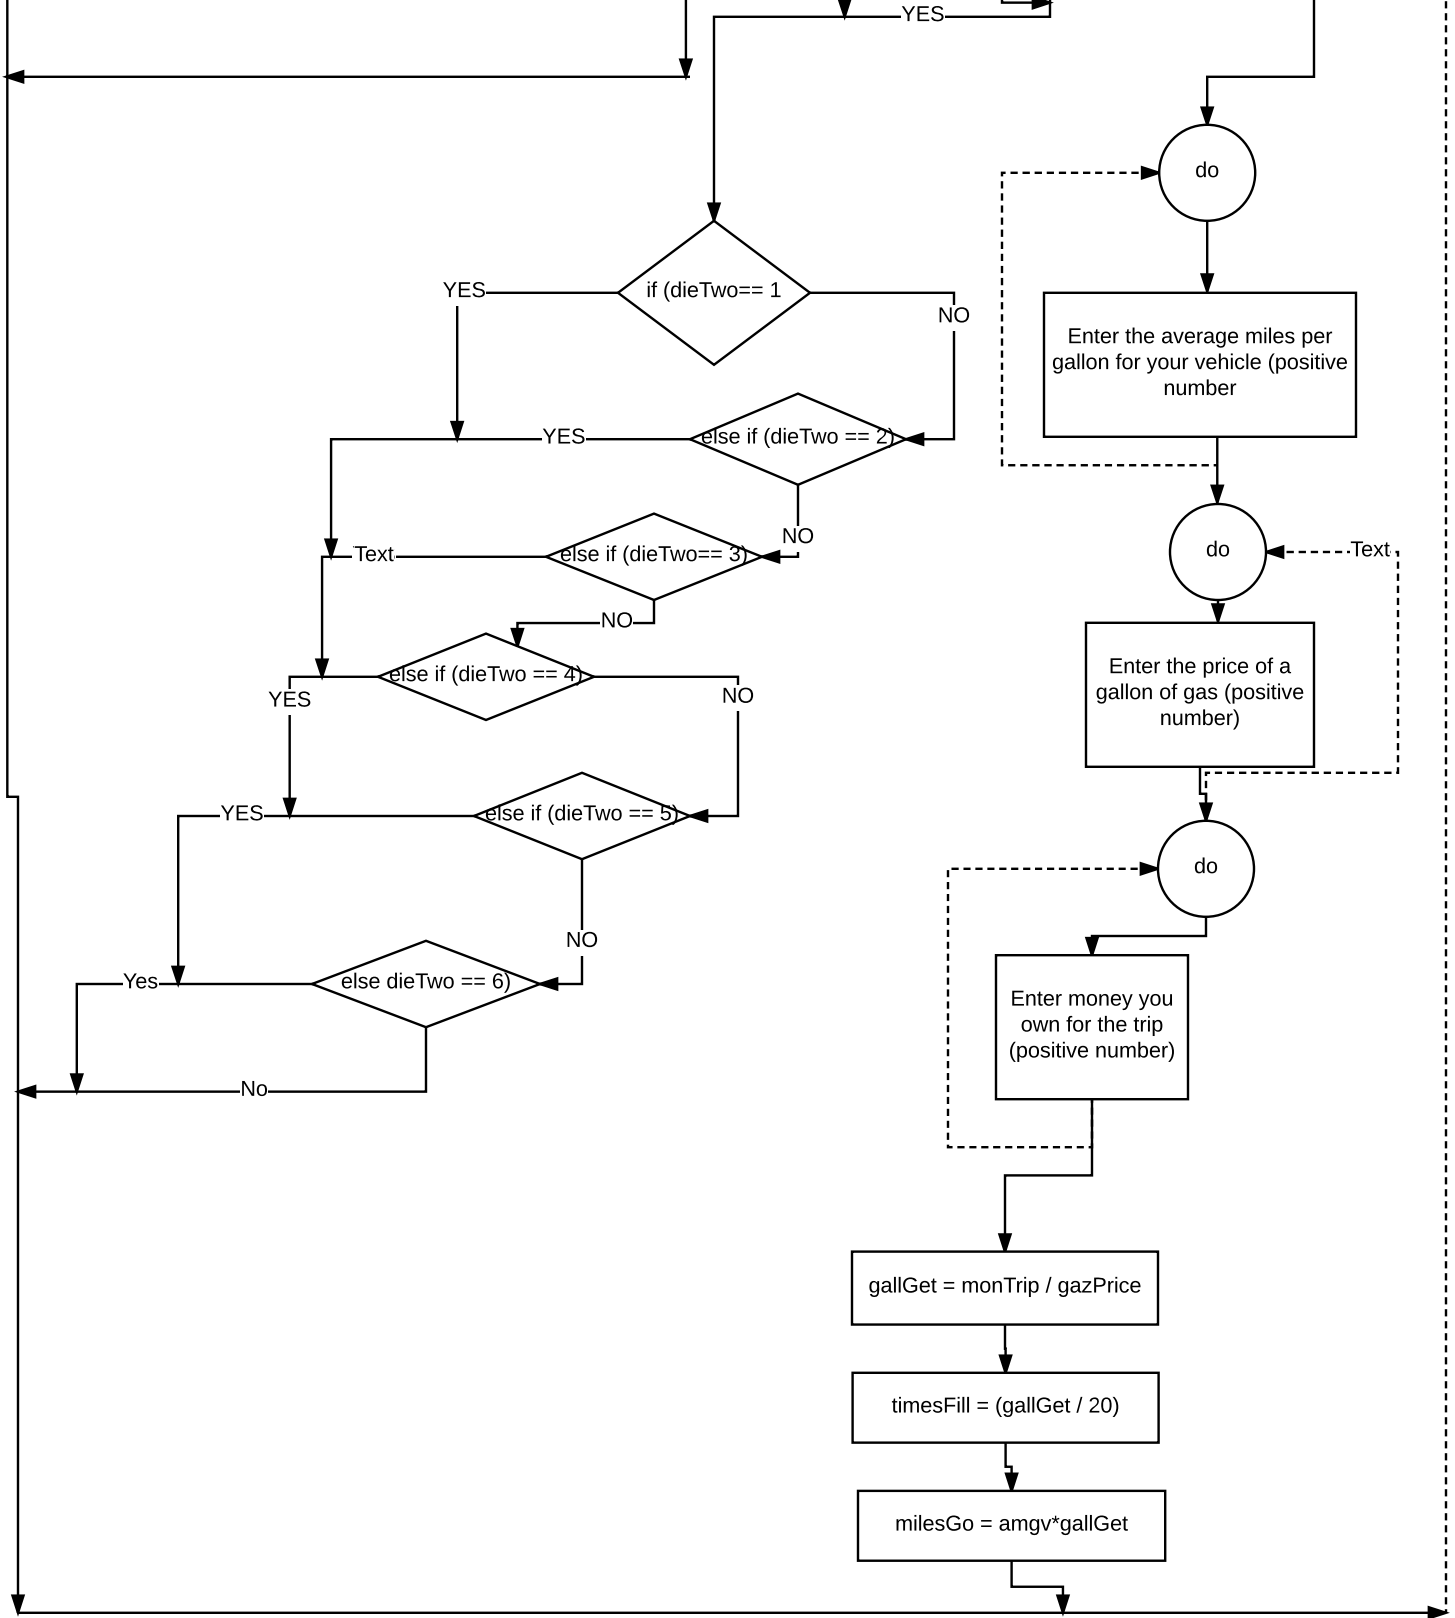 YES
do
if (dieTwo== 1
YES
NO
Enter the average miles per
gallon for your vehicle (positive
number
else if (dieTwo == 2)
YES
NO
else if (dieTwo== 3)
Text
do
Text
NO
else if (dieTwo == 4)
YES
NO
Enter the price of a
gallon of gas (positive
number)
else if (dieTwo == 5)
YES
do
NO
else dieTwo == 6)
Yes
Enter money you
own for the trip
(positive number)
No
gallGet = monTrip / gazPrice
timesFill = (gallGet / 20)
milesGo = amgv*gallGet